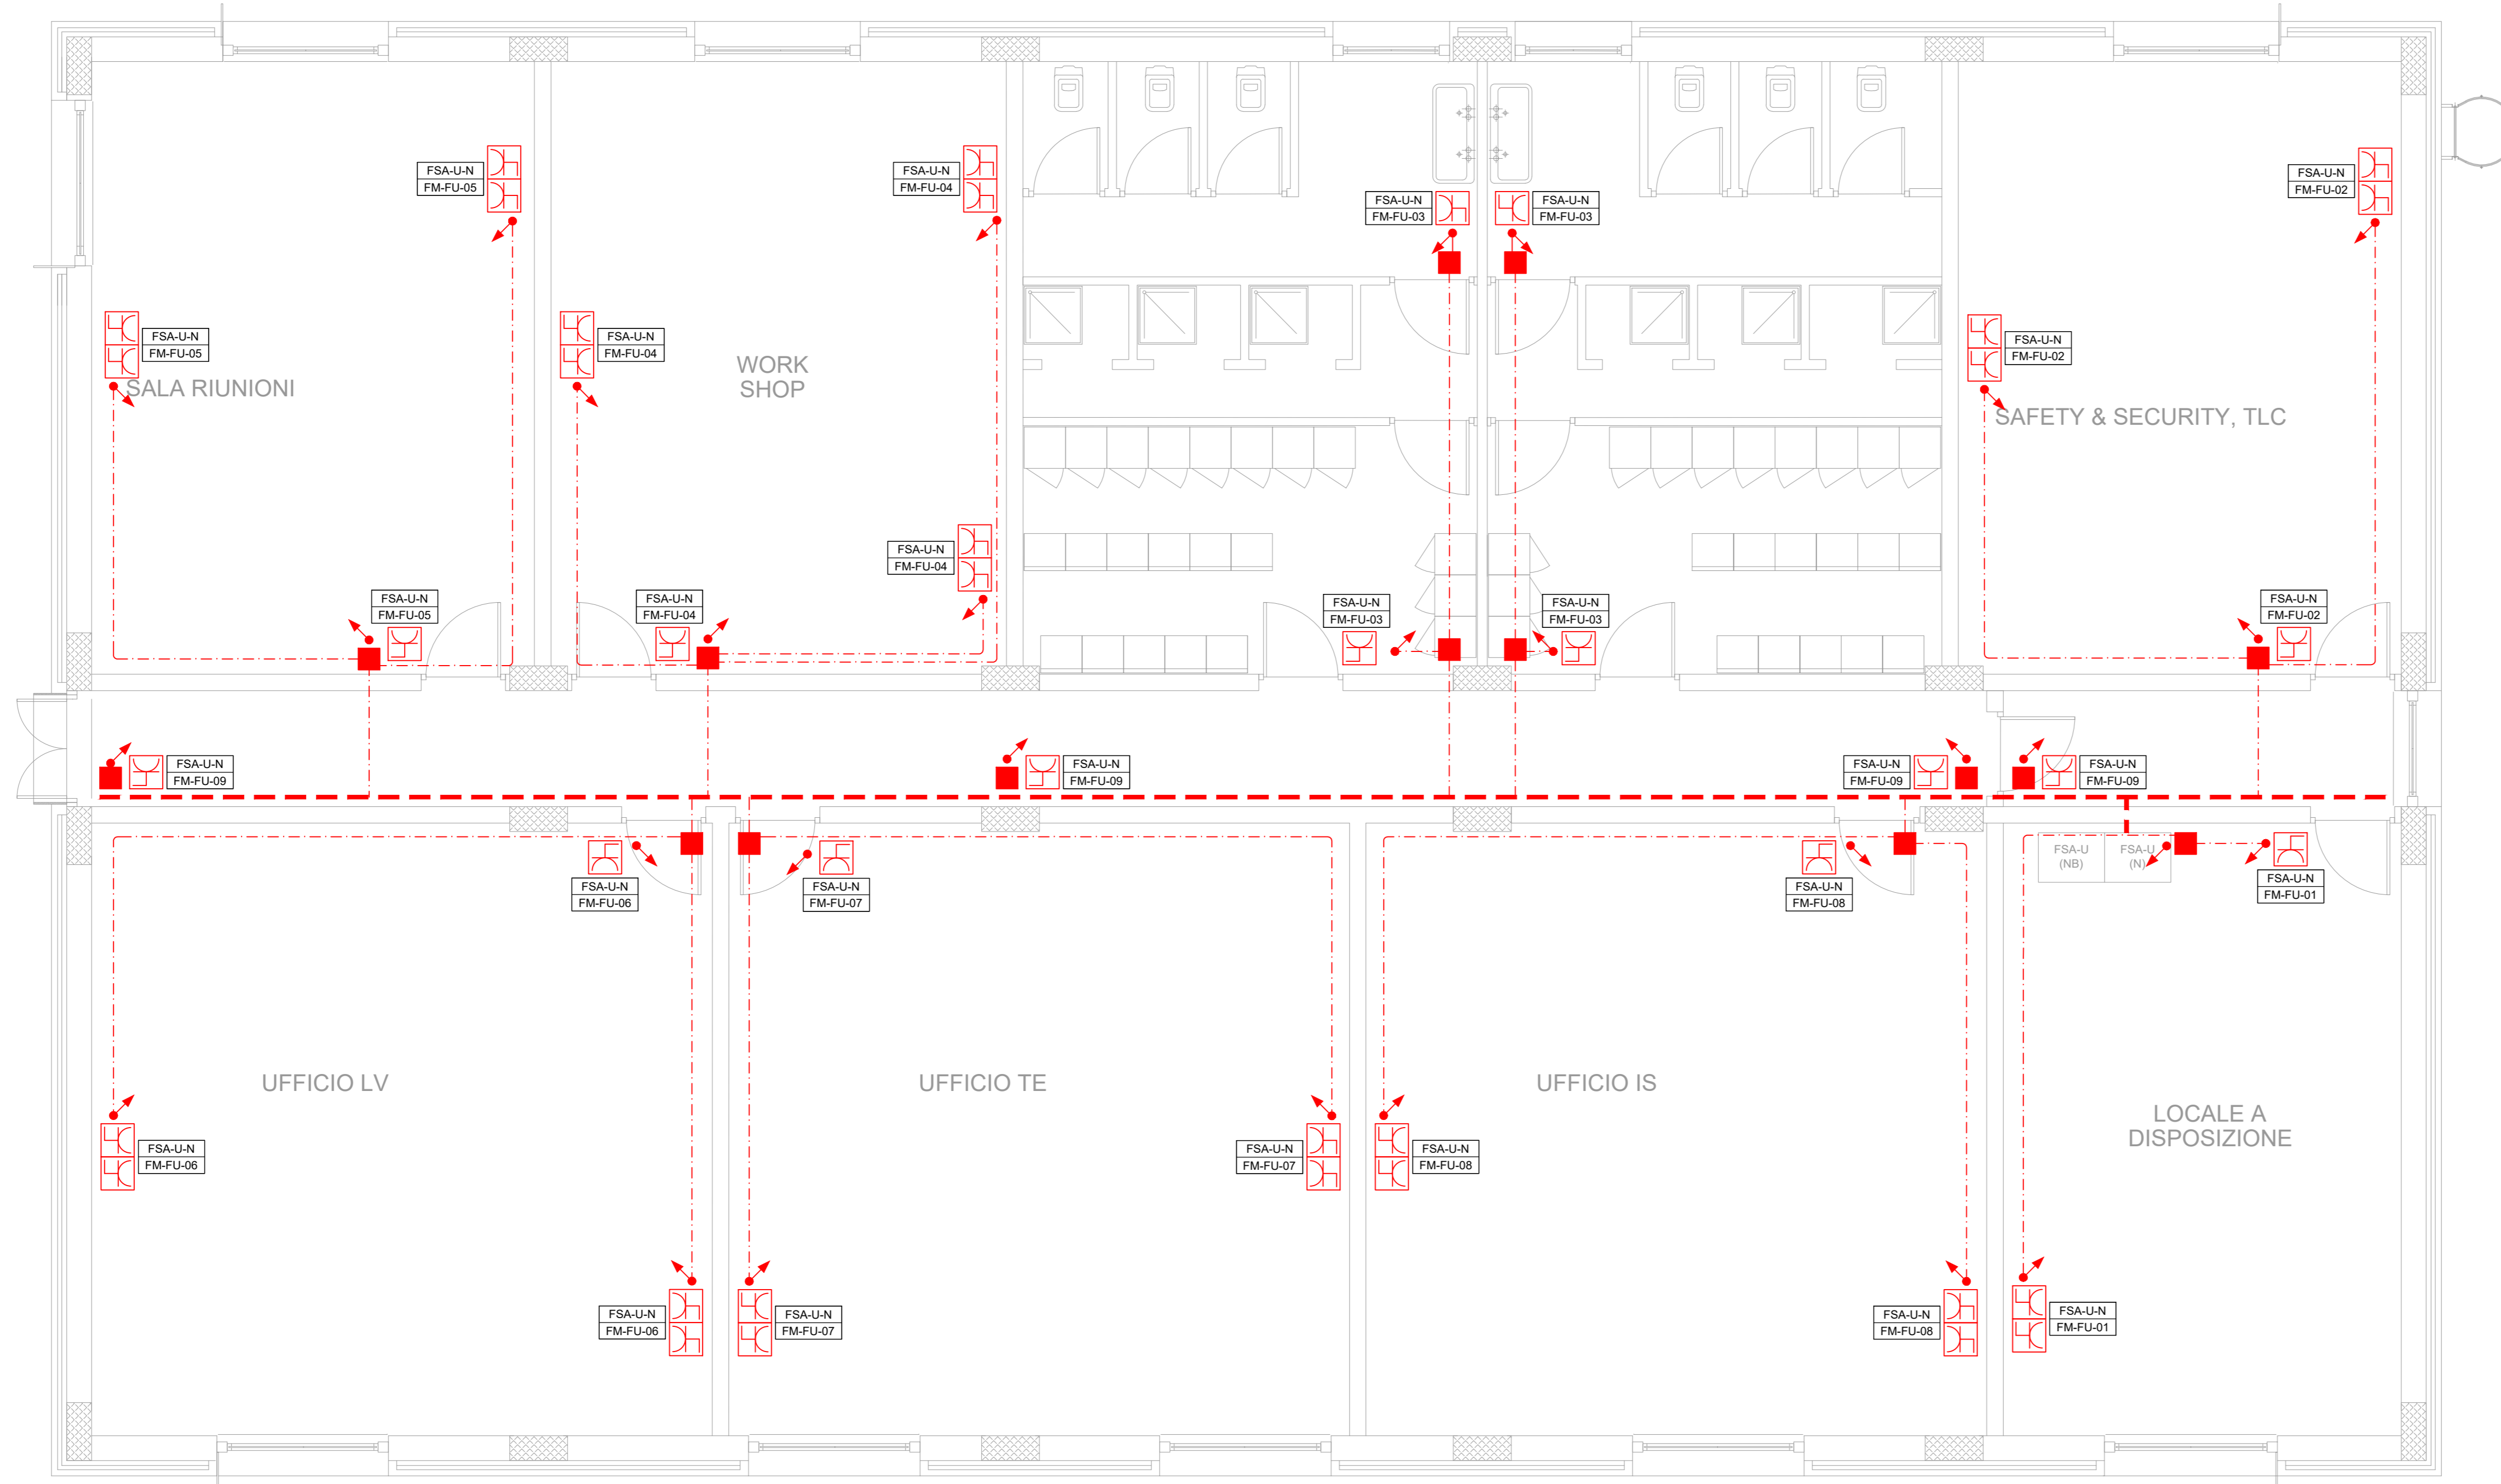 FSA-U-N
FM-FU-05
FSA-U-N
FM-FU-04
FSA-U-N
FM-FU-03
FSA-U-N
FM-FU-03
FSA-U-N
FM-FU-02
FSA-U-N
FM-FU-05
FSA-U-N
FM-FU-04
FSA-U-N
FM-FU-02
SALA RIUNIONI
WORK
SHOP
SAFETY & SECURITY, TLC
FSA-U-N
FM-FU-04
FSA-U-N
FM-FU-05
FSA-U-N
FM-FU-04
FSA-U-N
FM-FU-03
FSA-U-N
FM-FU-03
FSA-U-N
FM-FU-02
FSA-U-N
FM-FU-09
FSA-U-N
FM-FU-09
FSA-U-N
FM-FU-09
FSA-U-N
FM-FU-09
FSA-U
(NB)
FSA-U
(N)
FSA-U-N
FM-FU-06
FSA-U-N
FM-FU-07
FSA-U-N
FM-FU-08
FSA-U-N
FM-FU-01
UFFICIO LV
UFFICIO TE
UFFICIO IS
LOCALE A
DISPOSIZIONE
FSA-U-N
FM-FU-06
FSA-U-N
FM-FU-07
FSA-U-N
FM-FU-08
FSA-U-N
FM-FU-06
FSA-U-N
FM-FU-07
FSA-U-N
FM-FU-08
FSA-U-N
FM-FU-01